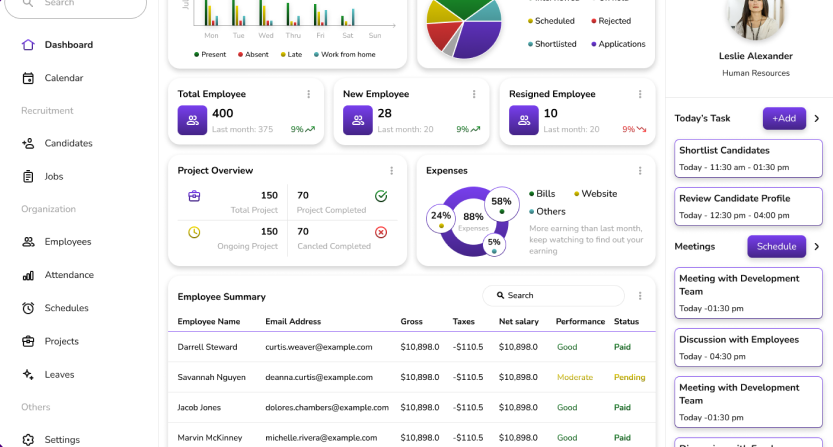 Search
Dashboard
Calendar
Recruitment
Candidates
Jobs
Organization
Employees
Attendance
Schedules
Projects
Leaves
Others
Settings
Mon Tue Wed Thru Fri Sat Sun
Present Absent Late Work from home
Scheduled Rejected
Shortlisted Applications
Total Employee
400
Last month: 375 9%
New Employee
28
Last month: 20 9%
Resigned Employee
10
Last month: 20 9%
Project Overview
150 70
Total Project Project Completed
150 70
Ongoing Project Cancled Completed
Expenses
58%
24%
88%
Expenses
5%
Bills Website
Others
More earning than last month,
keep watching to find out your
earning
Employee Summary
Search
Employee Name Email Address Gross Taxes Net salary Performance Status
Darrell Steward curtis.weaver@example.com $10,898.0 -$110.5 $10,898.0 Good Paid
Savannah Nguyen deanna.curtis@example.com $10,898.0 -$110.5 $10,898.0 Moderate Pending
Jacob Jones dolores.chambers@example.com $10,898.0 -$110.5 $10,898.0 Good Paid
Marvin McKinney michelle.rivera@example.com $10,898.0 -$110.5 $10,898.0 Good Paid
Leslie Alexander
Human Resources
Today's Task +Add
Shortlist Candidates
Today - 11:30 am - 01:30 pm
Review Candidate Profile
Today - 12:30 pm - 04:00 pm
Meetings Schedule
Meeting with Development
Team
Today -01:30 pm
Discussion with Employees
Today - 04:30 pm
Meeting with Development
Team
Today -01:30 pm